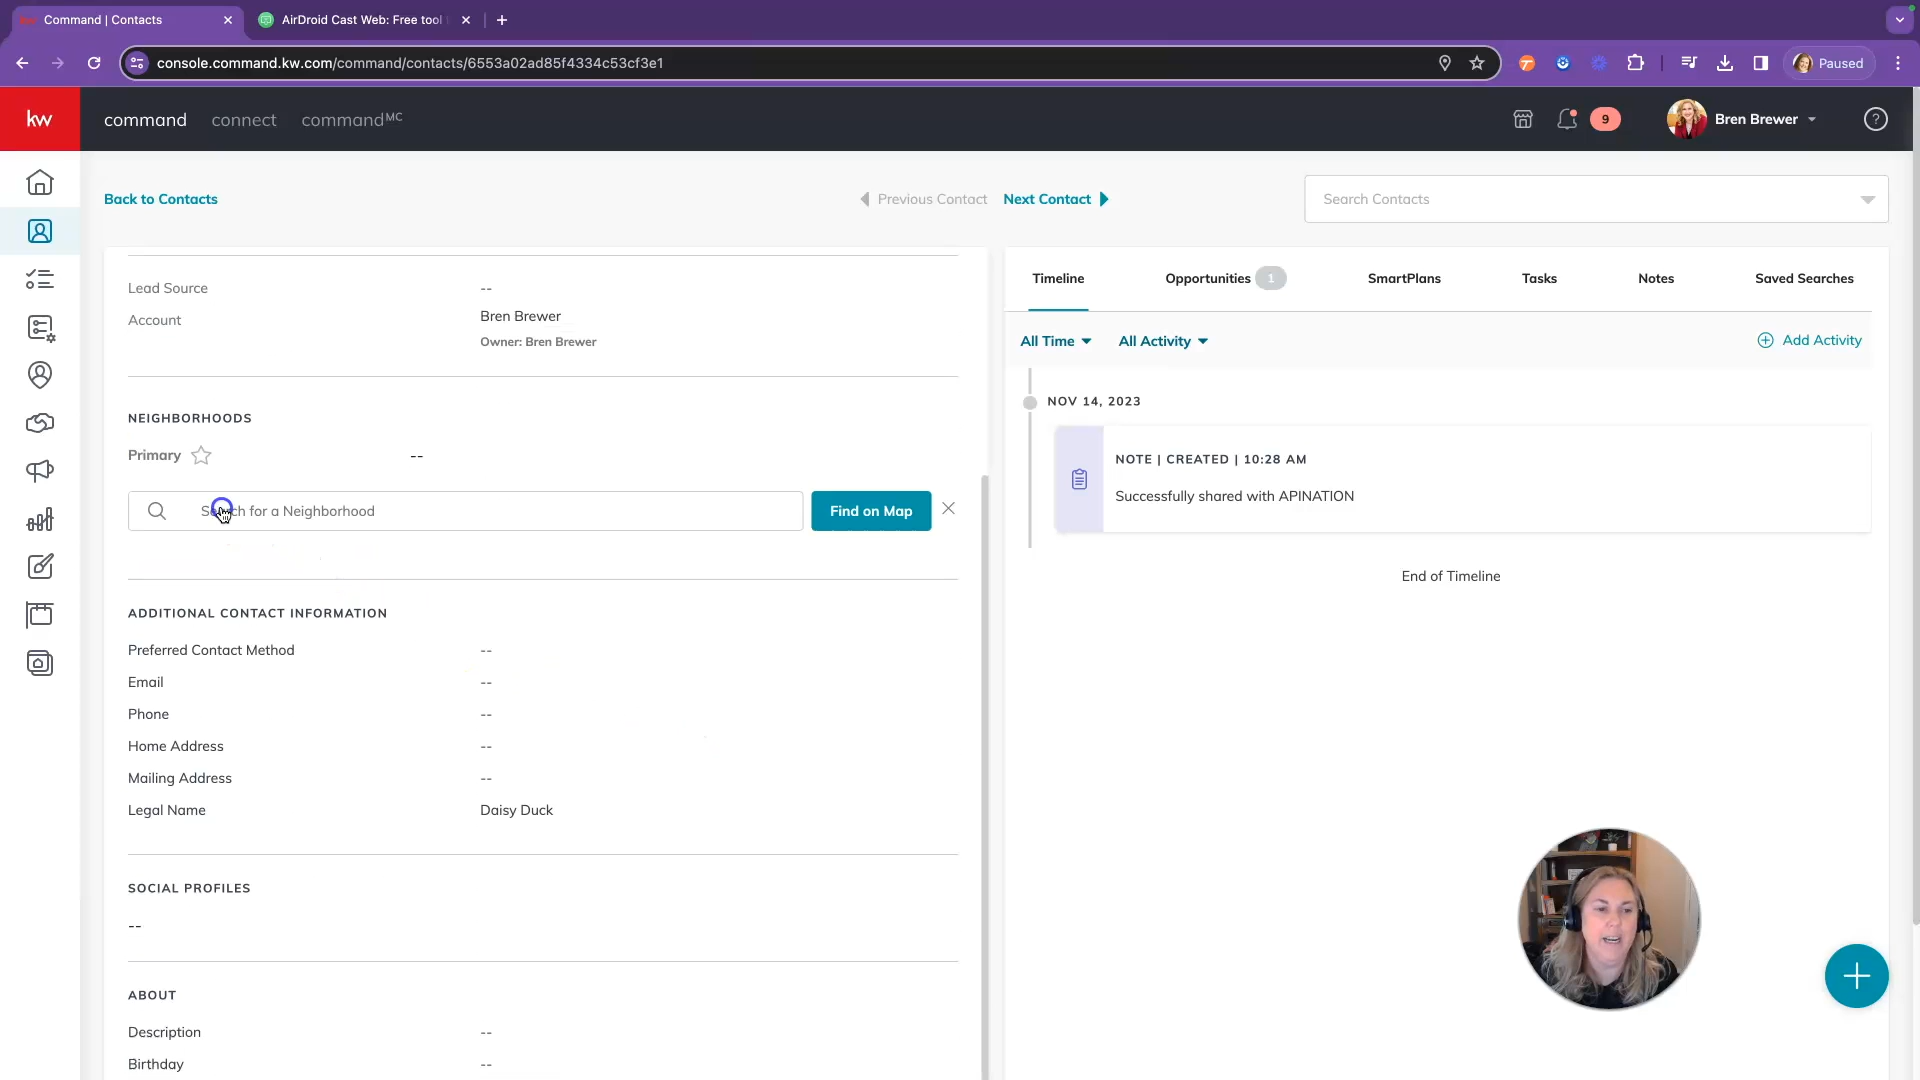 Command | Contacts
AirDroid Cast Web: Free tool
console.command.kw.com/command/contacts/6553a02ad85f4334c53cf3e1
Paused
kw
command
connect
commandMC
9
Bren Brewer
Back to Contacts
Previous Contact
Next Contact
Search Contacts
Lead Source
--
Account
Bren Brewer
Owner: Bren Brewer
NEIGHBORHOODS
Primary
--
Search for a Neighborhood
Find on Map
ADDITIONAL CONTACT INFORMATION
Preferred Contact Method
--
Email
--
Phone
--
Home Address
--
Mailing Address
--
Legal Name
Daisy Duck
SOCIAL PROFILES
--
ABOUT
Description
--
Birthday
--
Timeline
Opportunities 1
SmartPlans
Tasks
Notes
Saved Searches
All Time
All Activity
Add Activity
NOV 14, 2023
NOTE | CREATED | 10:28 AM
Successfully shared with APINATION
End of Timeline